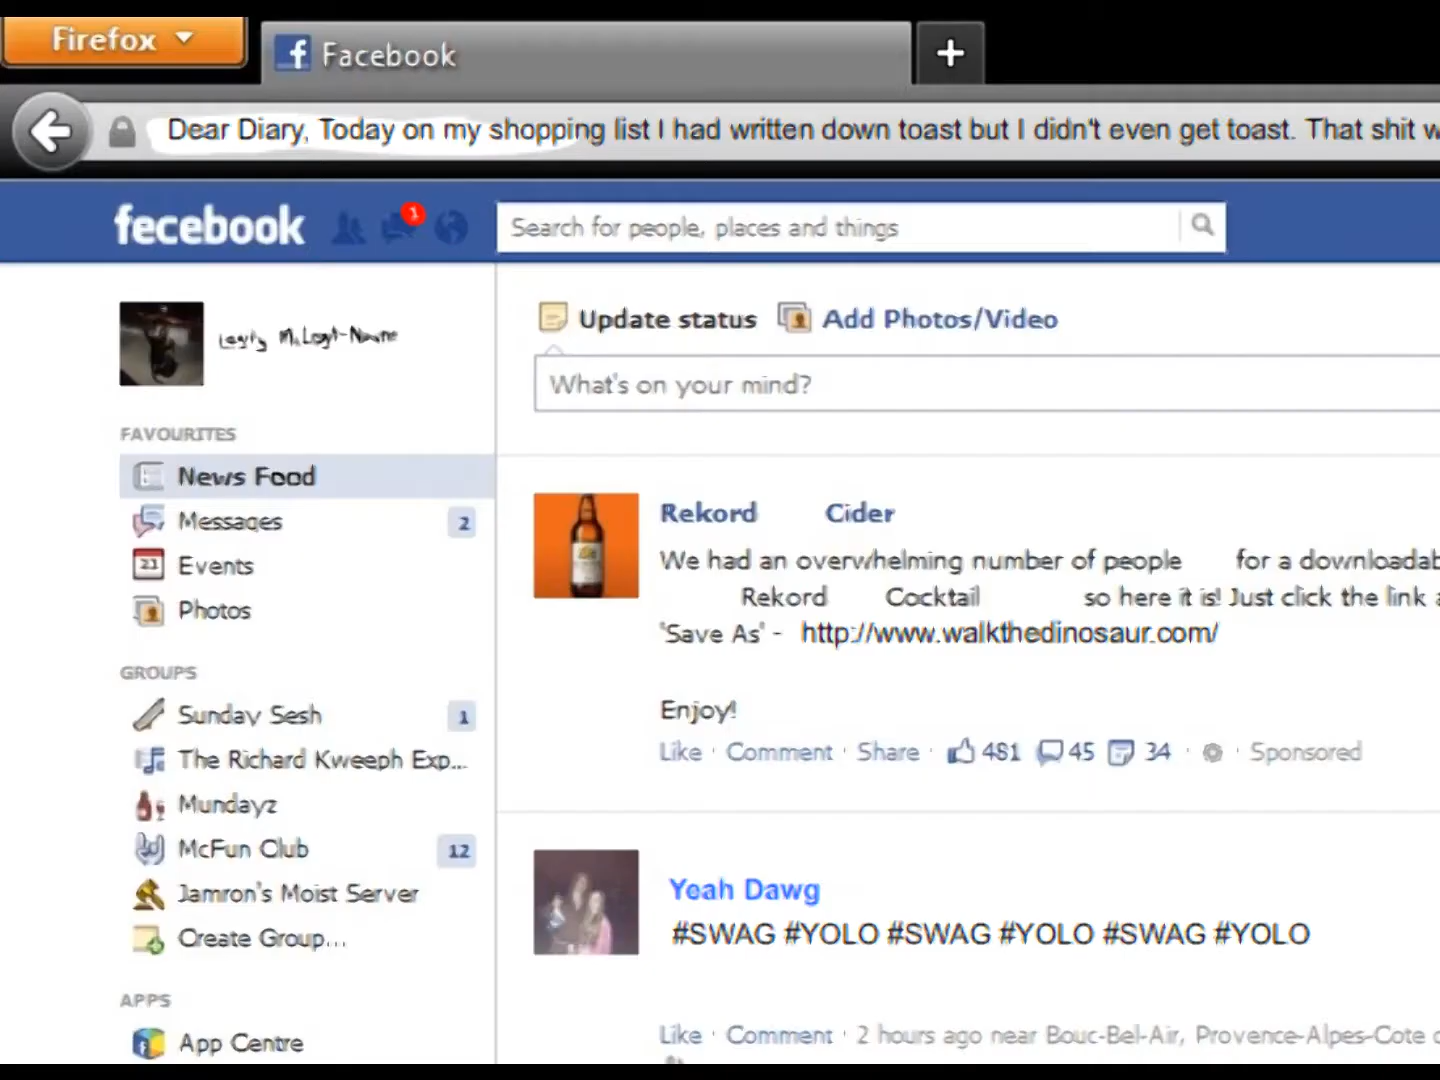 Firefox
Facebook
Dear Diary, Today on my shopping list I had written down toast but I didn't even get toast. That shit w
fecebook
1
Search for people, places and things
Update status Add Photos/Video
What's on your mind?
FAVOURITES
News Food
Messages 2
Events
Photos
GROUPS
Sunday Sesh 1
The Richard Kweeph Exp...
Mundayz
McFun Club 12
Jamron's Moist Server
Create Group...
APPS
App Centre
Rekord Cider
We had an overwhelming number of people for a downloadab
Rekord Cocktail so here it is! Just click the link a
'Save As' - http://www.walkthedinosaur.com/
Enjoy!
Like · Comment · Share · 481 45 34 · Sponsored
Yeah Dawg
#SWAG #YOLO #SWAG #YOLO #SWAG #YOLO
Like · Comment · 2 hours ago near Bouc-Bel-Air, Provence-Alpes-Cote